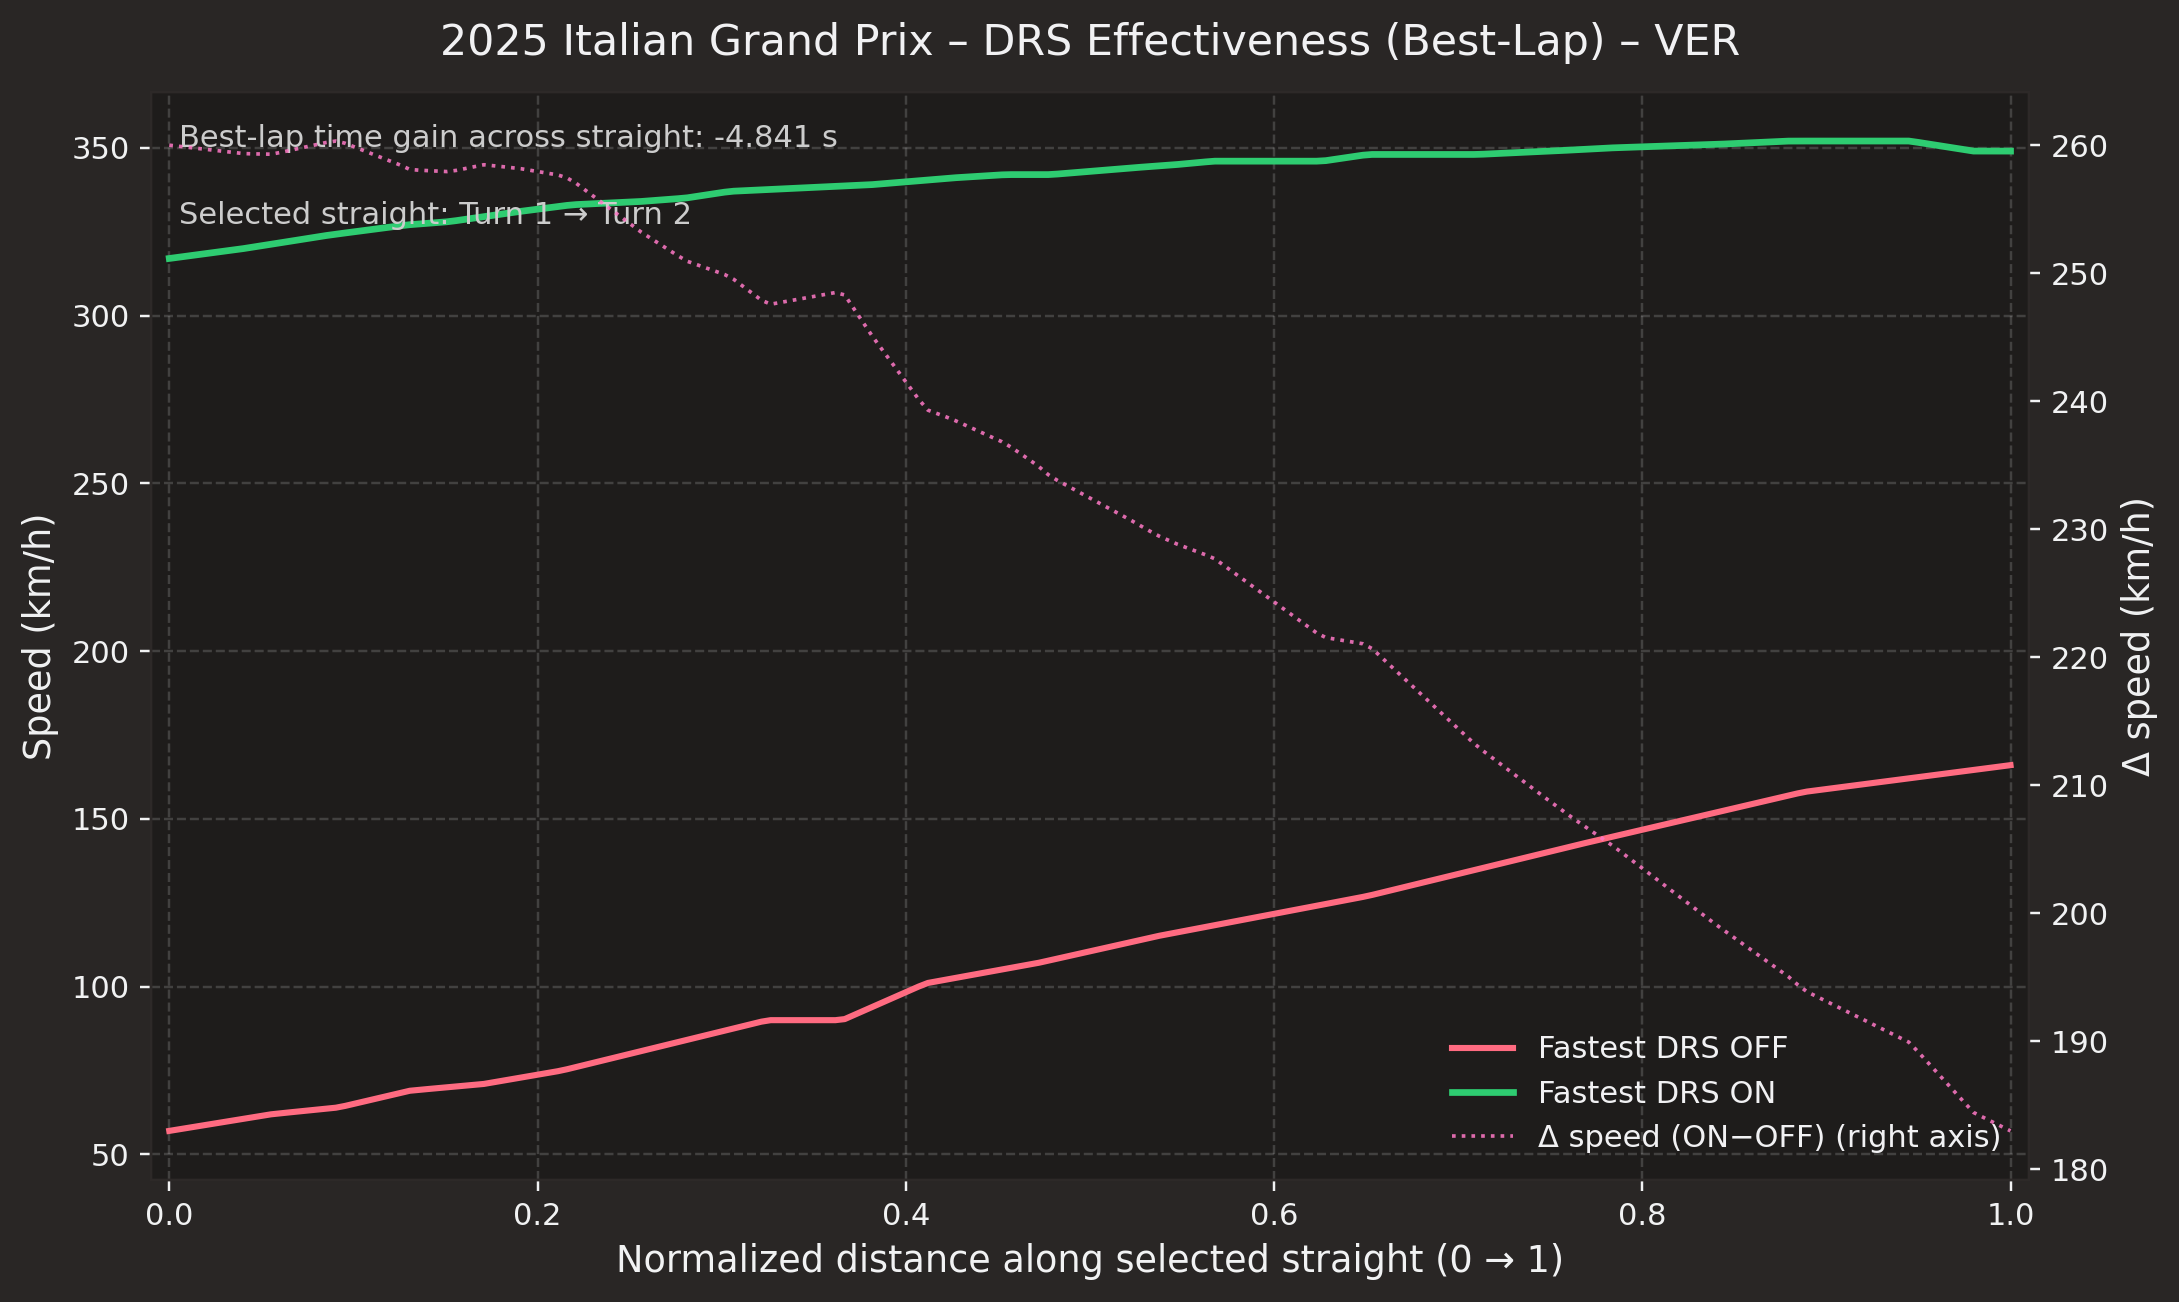 2025 Italian Grand Prix – DRS Effectiveness (Best-Lap) – VER
Best-lap time gain across straight: -4.841 s
Selected straight: Turn 1 → Turn 2
350
300
250
200
150
100
50
Speed (km/h)
260
250
240
230
220
210
200
190
180
Δ speed (km/h)
Fastest DRS OFF
Fastest DRS ON
Δ speed (ON−OFF) (right axis)
0.0
0.2
0.4
0.6
0.8
1.0
Normalized distance along selected straight (0 → 1)